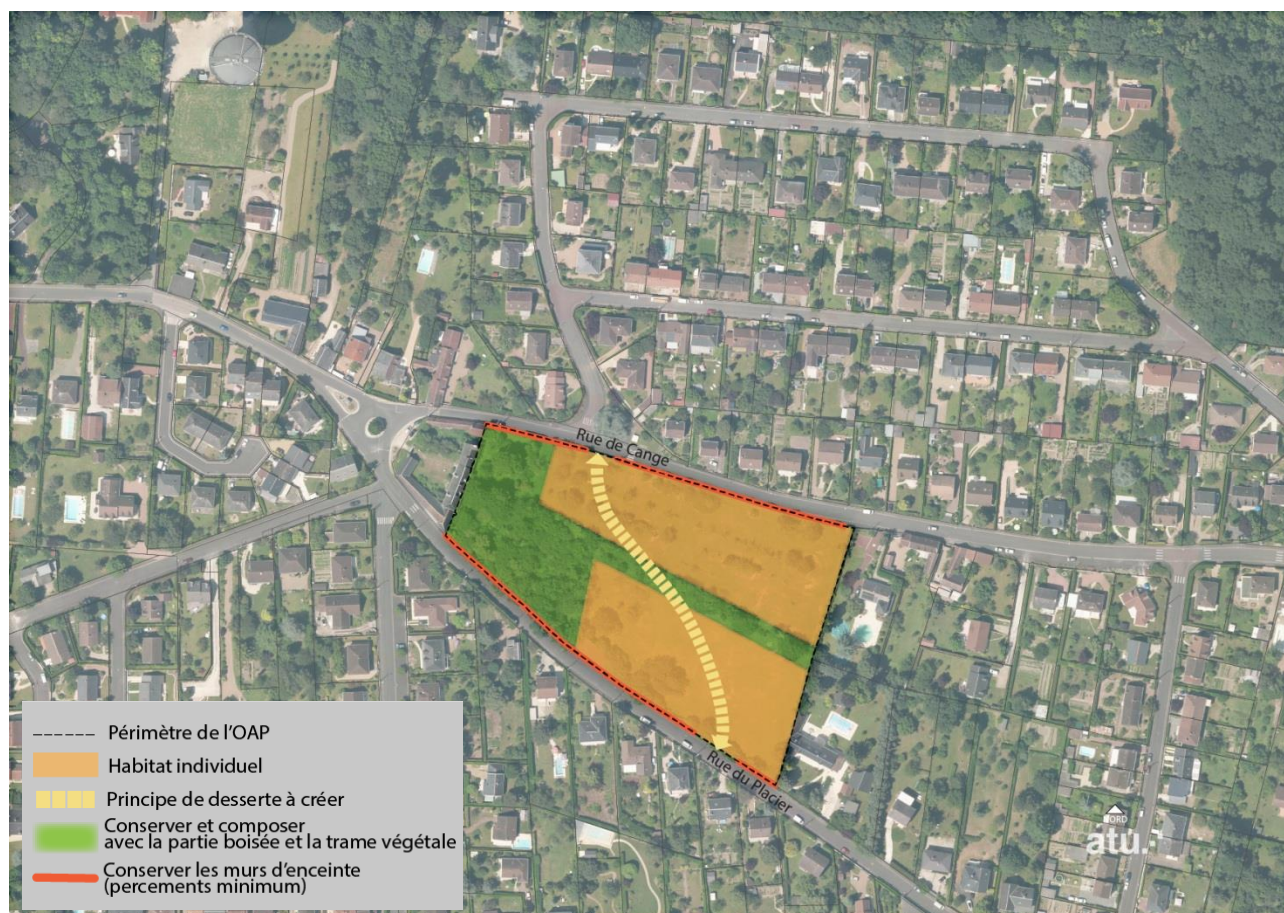 Rue de Cange
Rue du Placier
Périmètre de l'OAP
Habitat individuel
Principe de desserte à créer
Conserver et composer
avec la partie boisée et la trame végétale
Conserver les murs d'enceinte
(percements minimum)
NORD
atu.